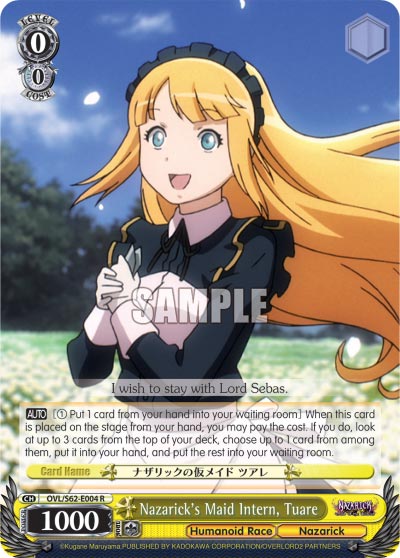 LEVEL
0
0
COST
SAMPLE
I wish to stay with Lord Sebas.
AUTO [① Put 1 card from your hand into your waiting room] When this card
is placed on the stage from your hand, you may pay the cost. If you do, look
at up to 3 cards from the top of your deck, choose up to 1 card from among
them, put it into your hand, and put the rest into your waiting room.
Card Name ナザリックの仮メイド ツアレ
CH OVL/S62-E004 R
Nazarick's Maid Intern, Tuare
NAZARICK
POWER 1000 SOUL Humanoid Race Nazarick
©Kugane Maruyama,PUBLISHED BY KADOKAWA CORPORATION/OVERLORD2 PARTNERS